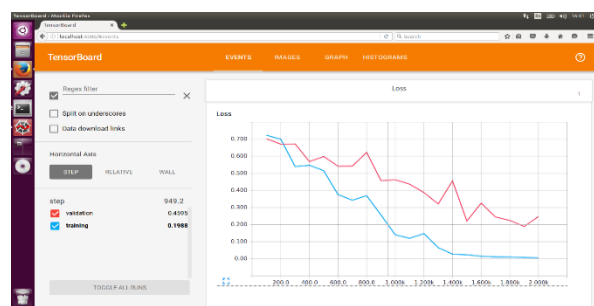 TensorBoard - Mozilla Firefox
TensorBoard
localhost:6006/#events
Search
TensorBoard
EVENTS
IMAGES
GRAPH
HISTOGRAMS
Regex filter
Split on underscores
Data download links
Horizontal Axis
STEP
RELATIVE
WALL
step 949.2
validation 0.4595
training 0.1988
TOGGLE ALL RUNS
Loss
1
Loss
0.700
0.600
0.500
0.400
0.300
0.200
0.100
0.00
200.0 400.0 600.0 800.0 1.000k 1.200k 1.400k 1.600k 1.800k 2.000k